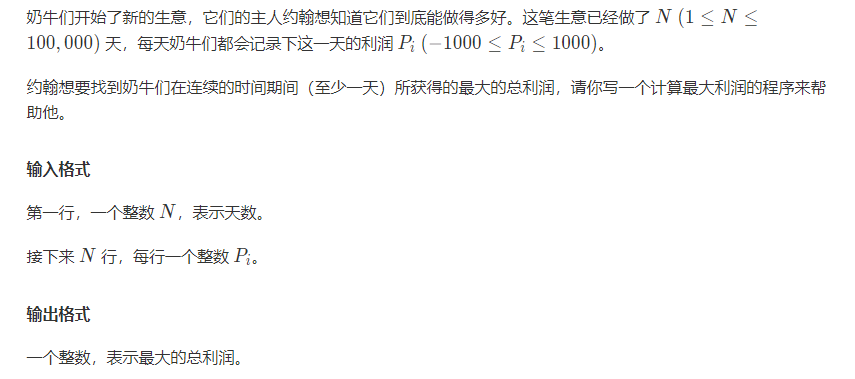 奶牛们开始了新的生意，它们的主人约翰想知道它们到底能做得多好。这笔生意已经做了 N (1 ≤ N ≤
100,000) 天，每天奶牛们都会记录下这一天的利润 P_i (−1000 ≤ P_i ≤ 1000)。
约翰想要找到奶牛们在连续的时间期间（至少一天）所获得的最大的总利润，请你写一个计算最大利润的程序来帮
助他。
输入格式
第一行，一个整数 N，表示天数。
接下来 N 行，每行一个整数 P_i。
输出格式
一个整数，表示最大的总利润。